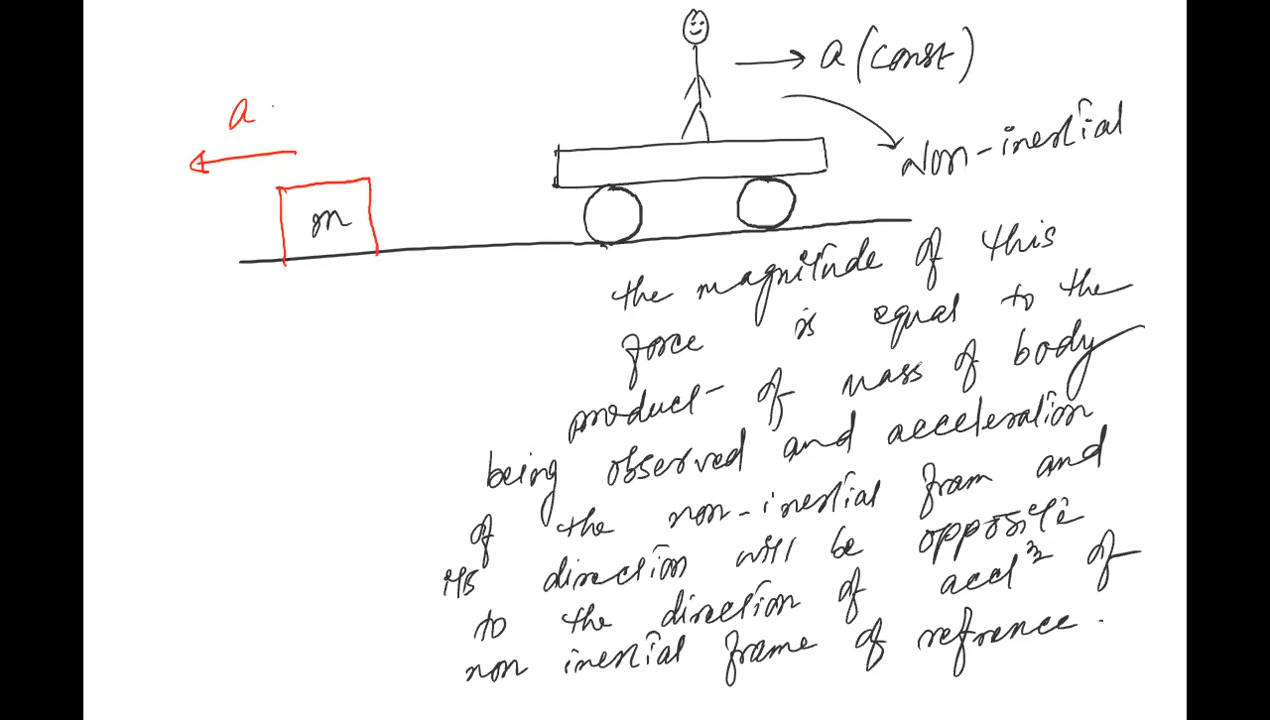 a (const)
a
Non-inertial
m
the magnitude of this
force is equal to the
product of mass of body
being observed and acceleration
of the non-inertial fram and
its direction will be opposite
to the direction of accln of
non inertial frame of refrence.